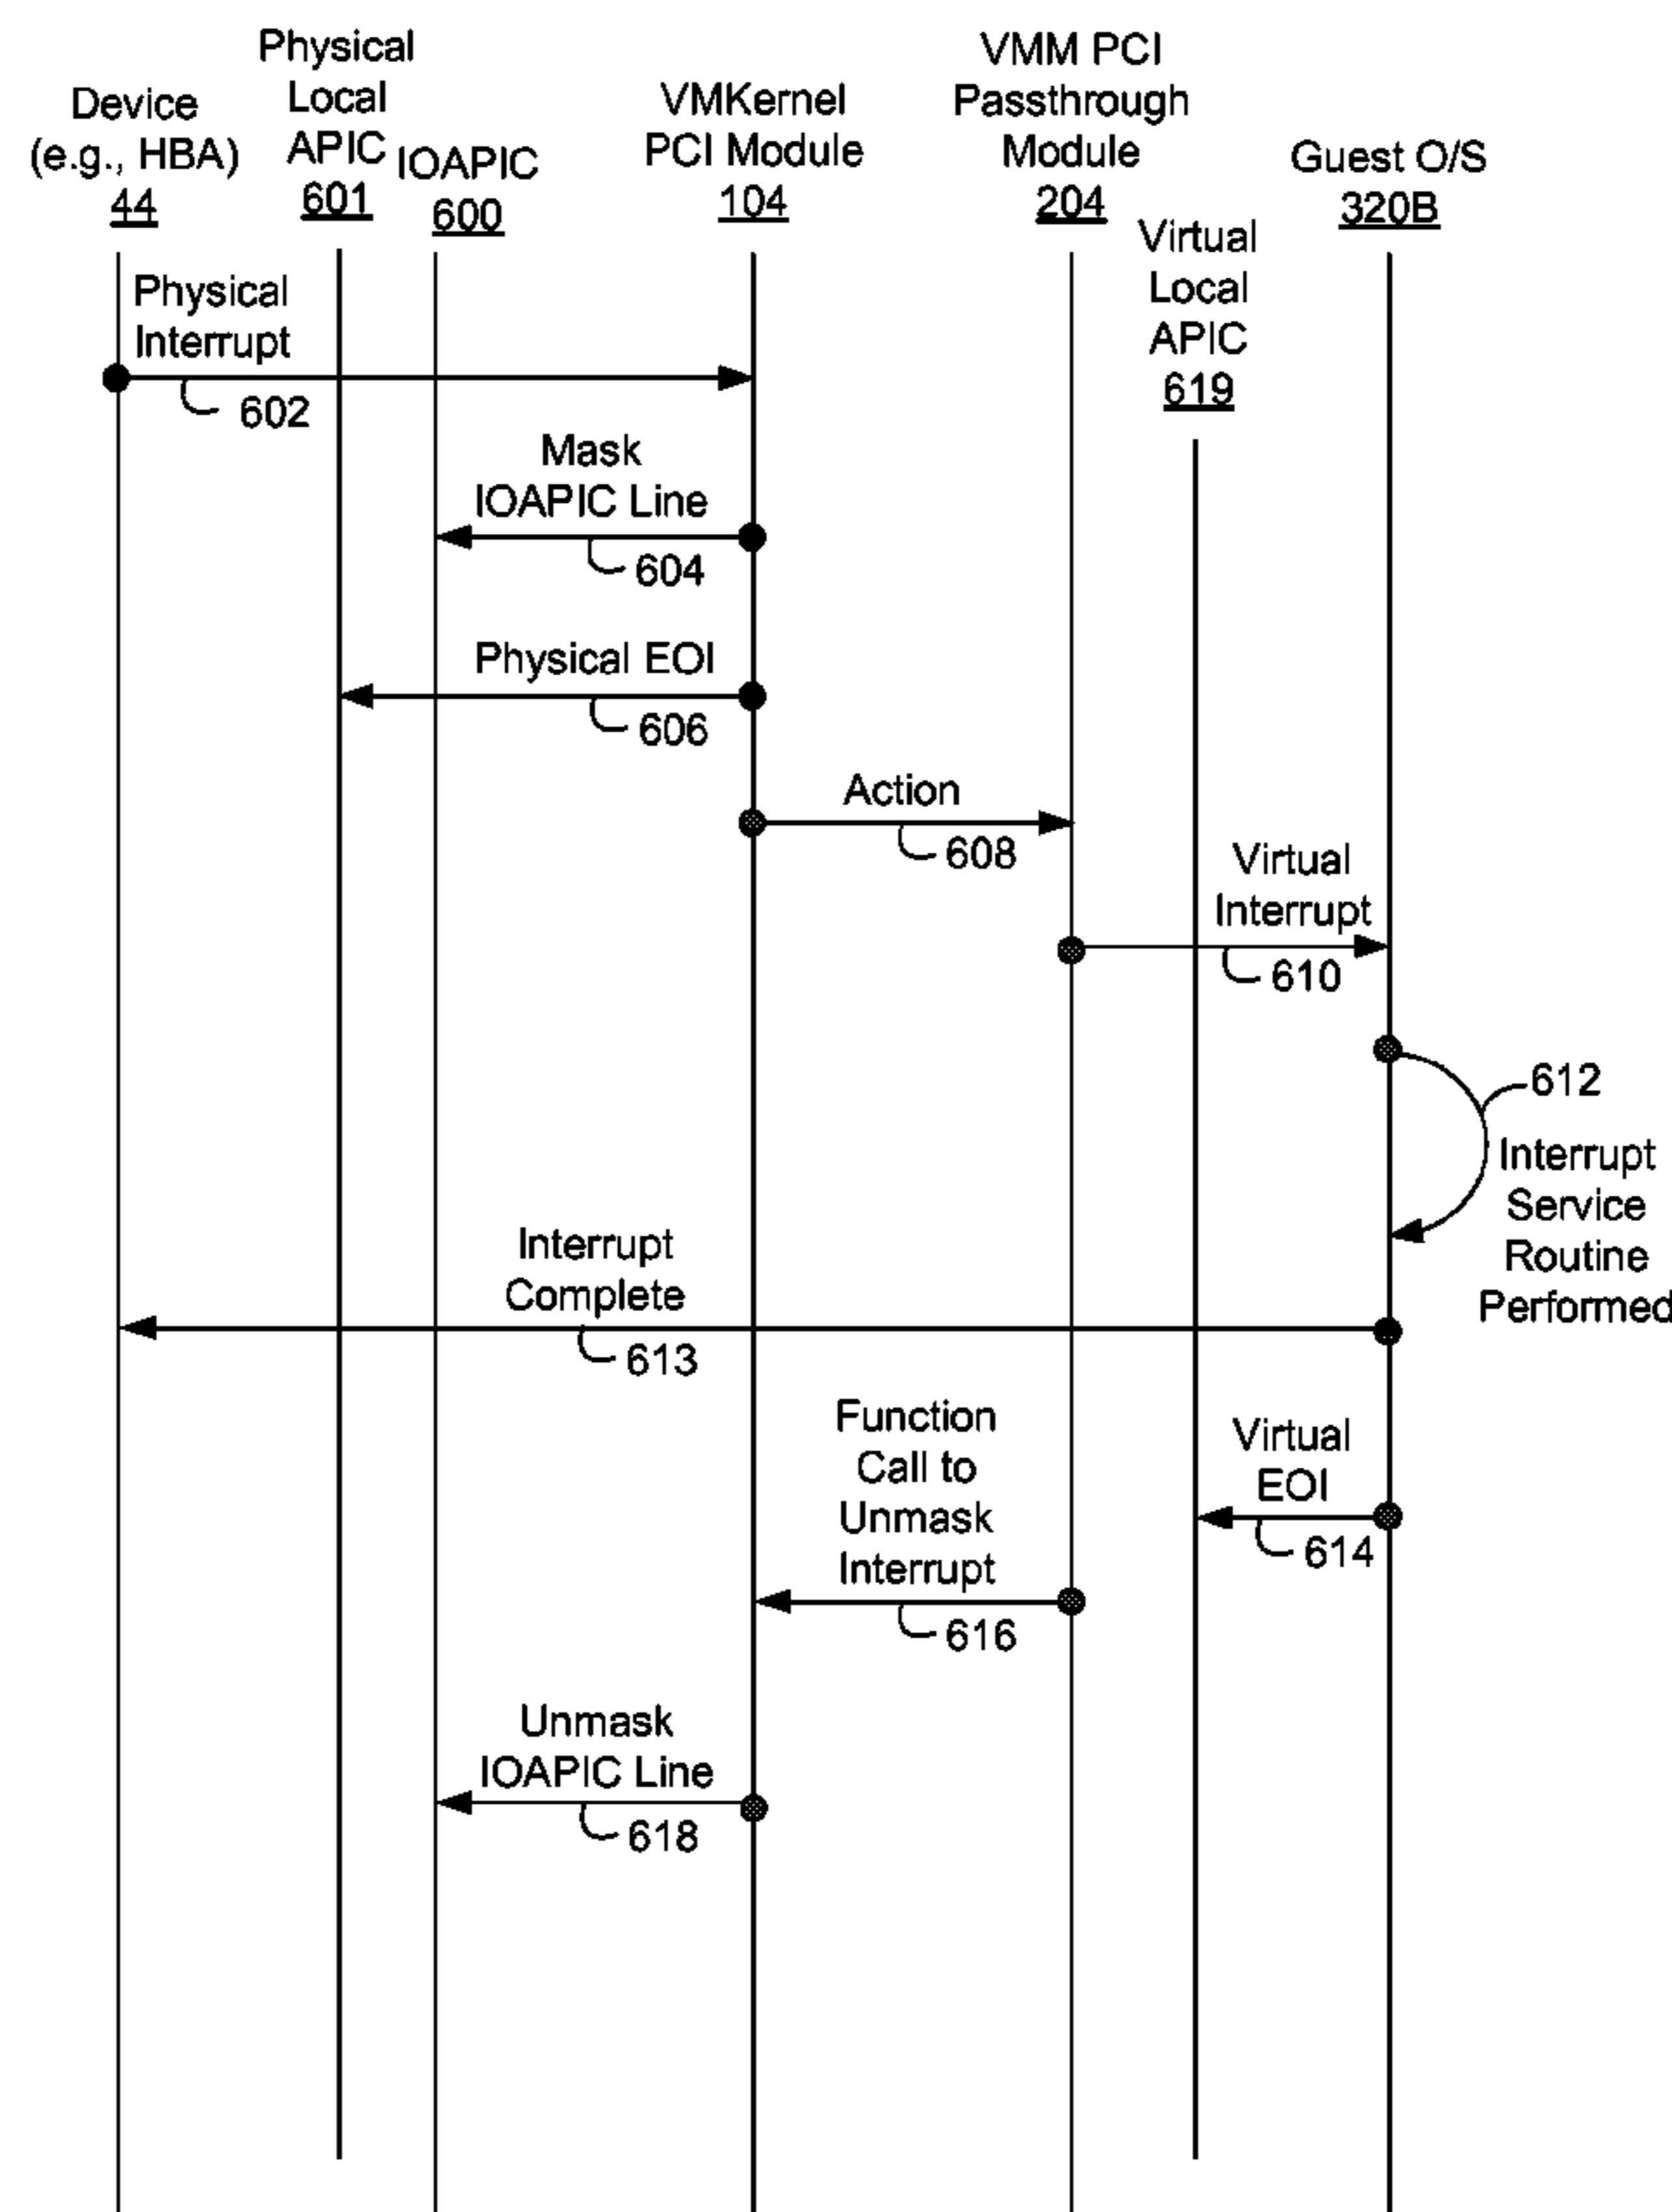 Device
(e.g., HBA)
44
Physical
Local
APIC
601
IOAPIC
600
VMKernel
PCI Module
104
VMM PCI
Passthrough
Module
204
Virtual
Local
APIC
619
Guest O/S
320B
Physical
Interrupt
602
Mask
IOAPIC Line
604
Physical EOI
606
Action
608
Virtual
Interrupt
610
612
Interrupt
Service
Routine
Performed
Interrupt
Complete
613
Function
Call to
Unmask
Interrupt
616
Virtual
EOI
614
Unmask
IOAPIC Line
618